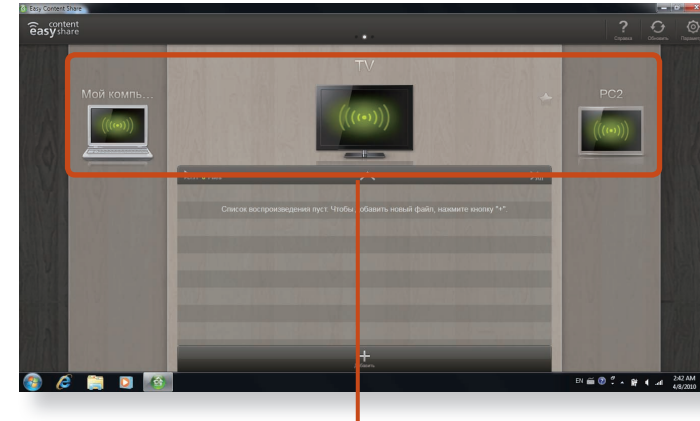 Easy Content Share
easy content share
Справка
Обновить
TV
Мой компь...
PC2
Список воспроизведения пуст. Чтобы добавить новый файл, нажмите кнопку "+".
Добавить
EN
2:42 AM
4/8/2010